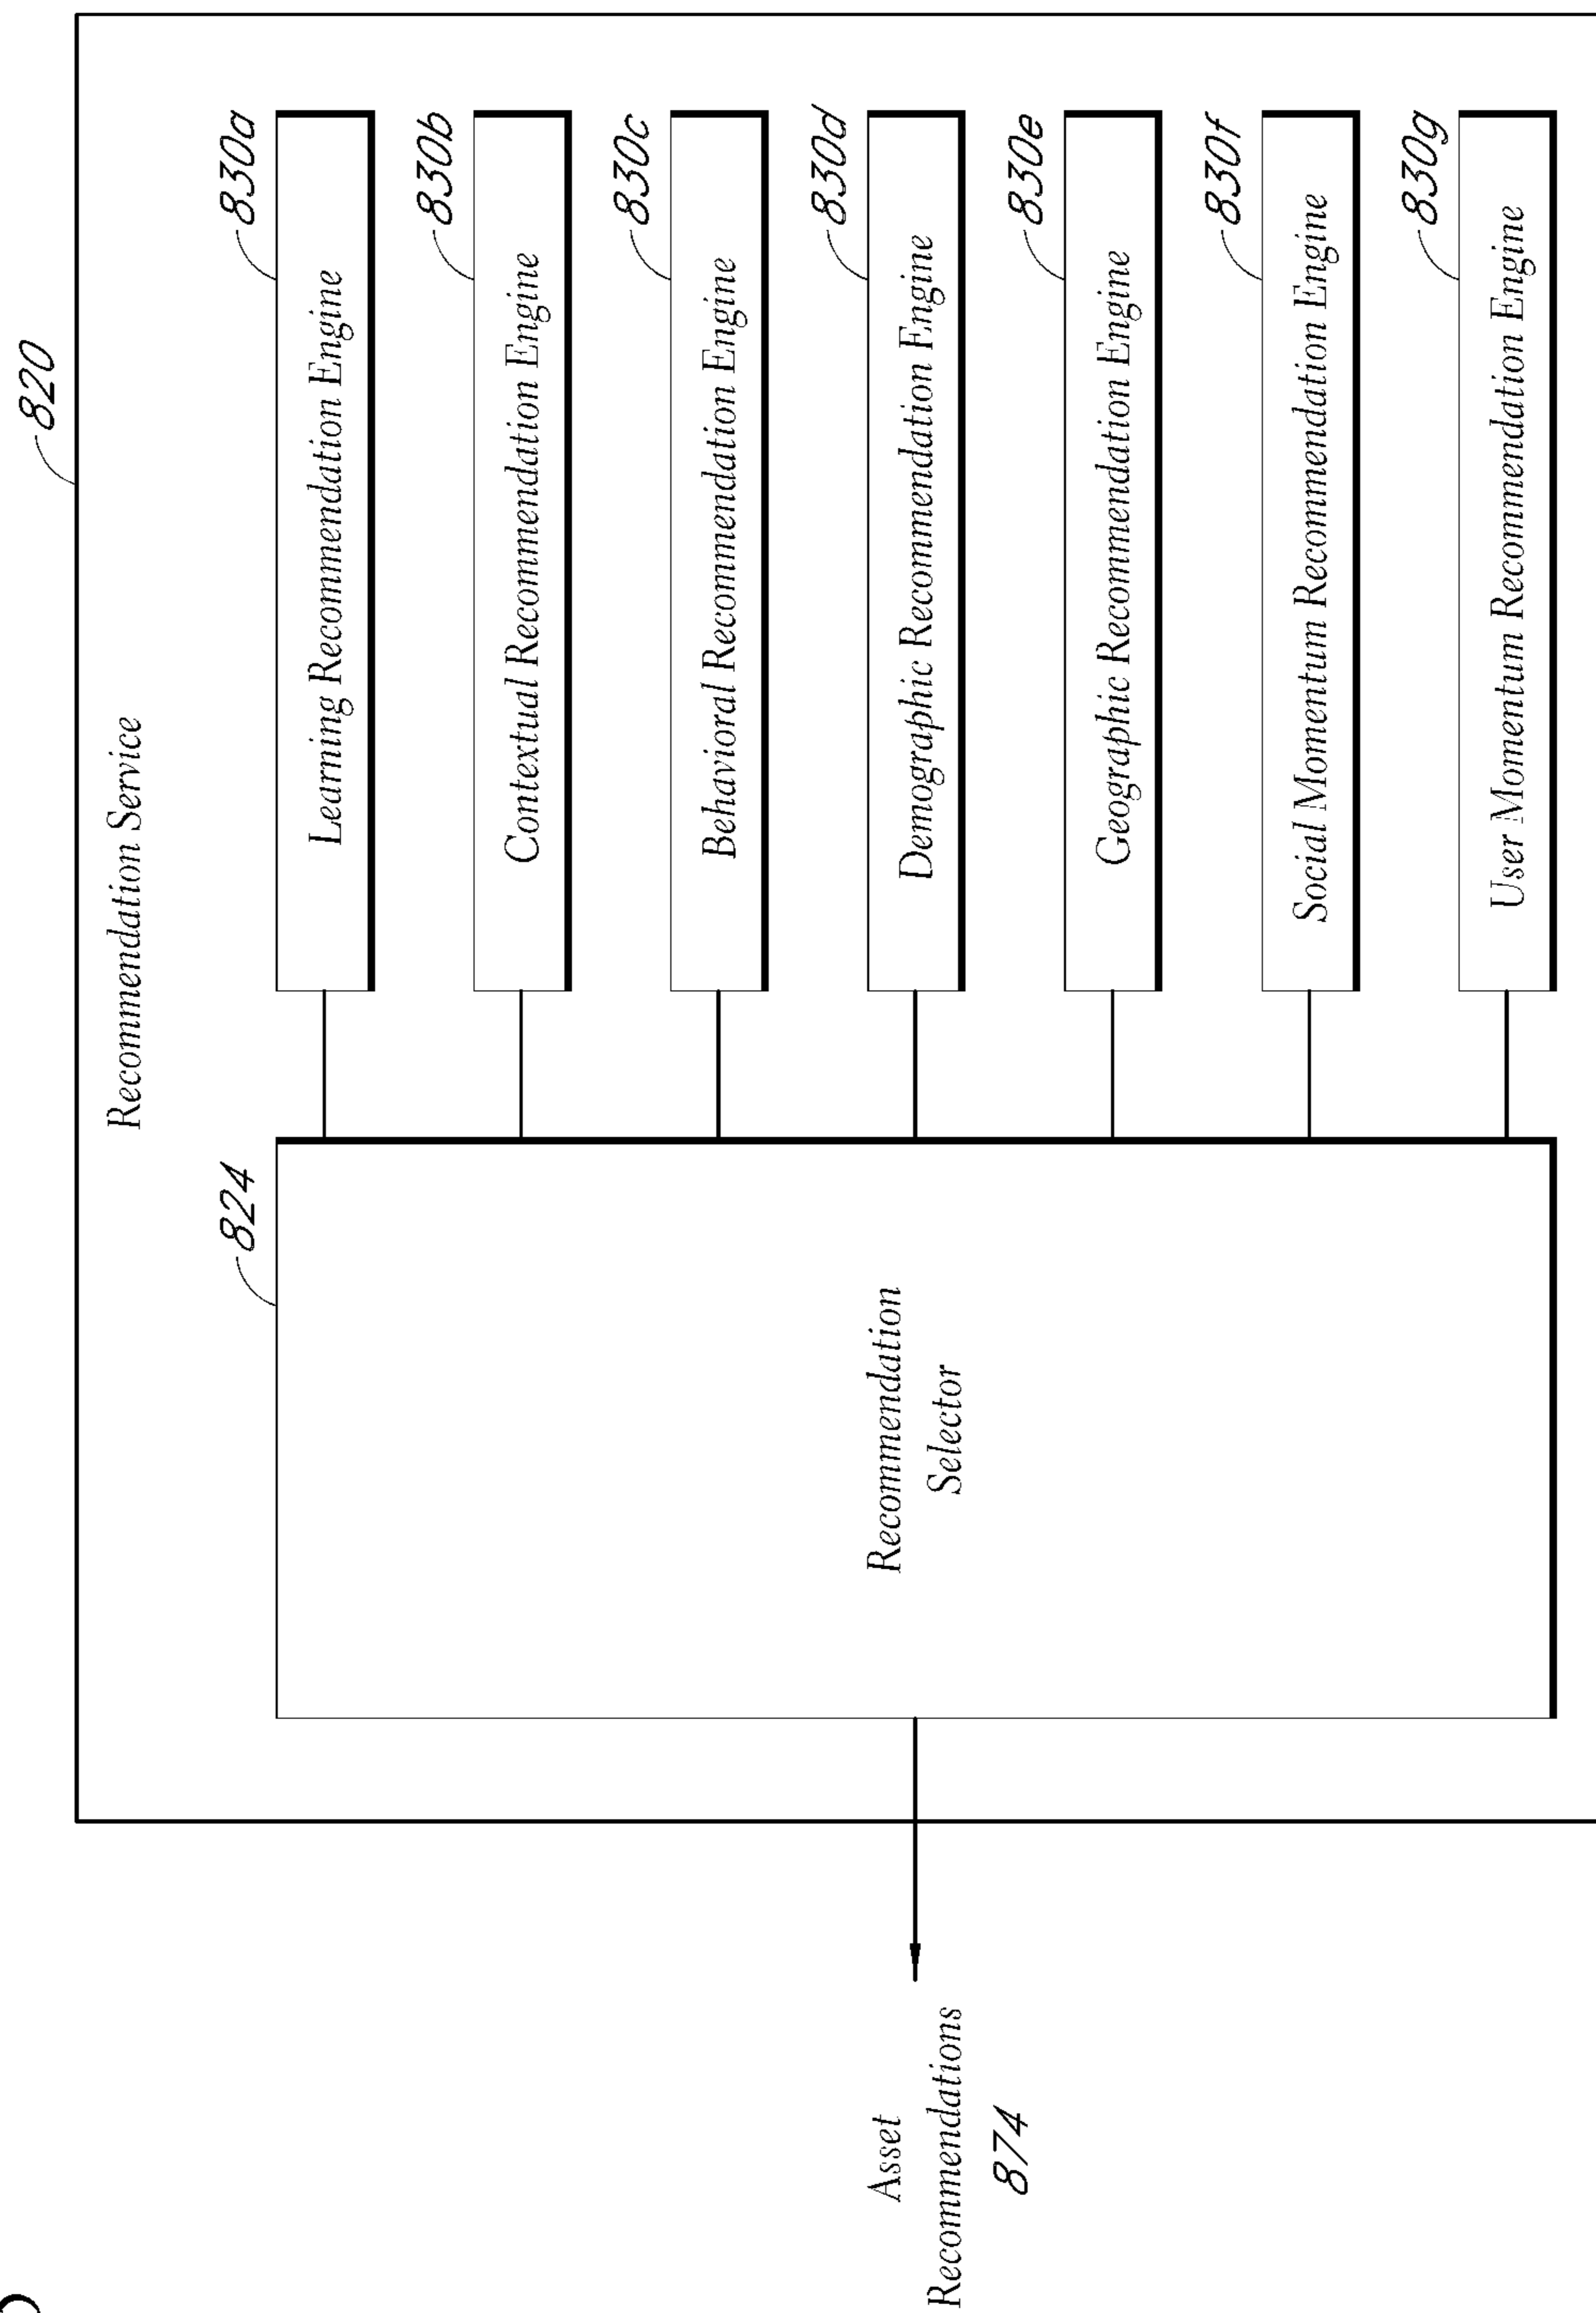 820
Recommendation Service
824
Recommendation
Selector
830a
Learning Recommendation Engine
830b
Contextual Recommendation Engine
830c
Behavioral Recommendation Engine
830d
Demographic Recommendation Engine
830e
Geographic Recommendation Engine
830f
Social Momentum Recommendation Engine
830g
User Momentum Recommendation Engine
Asset
Recommendations
874